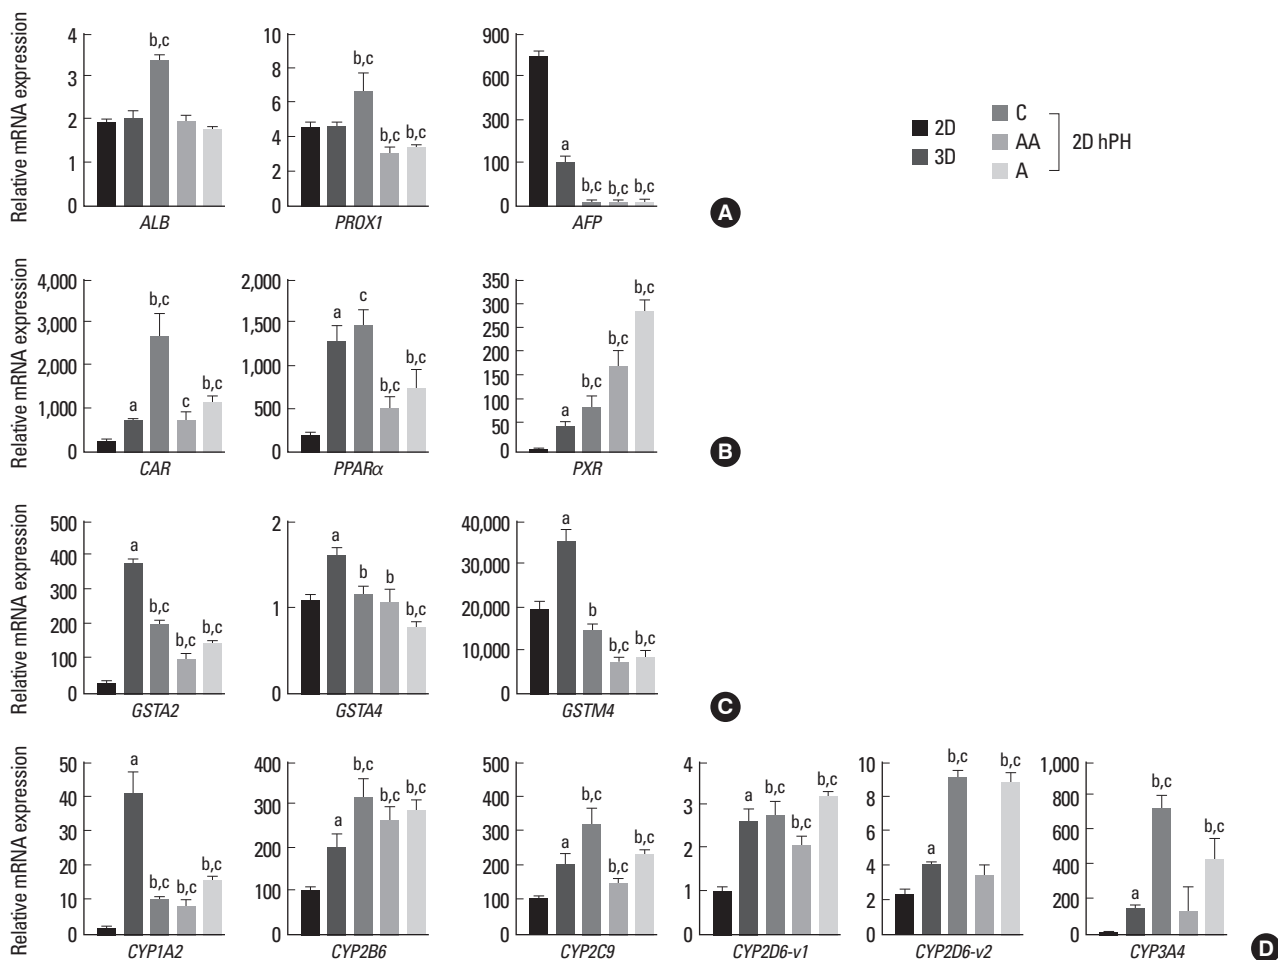 Relative mRNA expression
4
3
2
1
0
b,c
ALB
10
8
6
4
2
0
b,c
b,c
b,c
PROX1
900
600
300
100
0
a
b,c
b,c
b,c
AFP
2D
3D
C
AA
A
2D hPH
A
Relative mRNA expression
4,000
3,000
2,000
1,000
0
a
b,c
c
b,c
CAR
2,000
1,500
1,000
500
0
a
c
b,c
b,c
PPARα
350
300
250
200
150
100
50
0
a
b,c
b,c
b,c
PXR
B
Relative mRNA expression
500
400
300
200
100
0
a
b,c
b,c
b,c
GSTA2
2
1
0
a
b
b
b,c
GSTA4
40,000
30,000
20,000
10,000
0
a
b
b,c
b,c
GSTM4
C
Relative mRNA expression
50
40
30
20
10
0
a
b,c
b,c
b,c
CYP1A2
400
300
200
100
0
a
b,c
b,c
b,c
CYP2B6
500
400
300
200
100
0
a
b,c
b,c
b,c
CYP2C9
4
3
2
1
0
a
b,c
b,c
b,c
CYP2D6-v1
10
8
6
4
2
0
a
b,c
b,c
CYP2D6-v2
1,000
800
600
400
200
0
a
b,c
b,c
CYP3A4
D